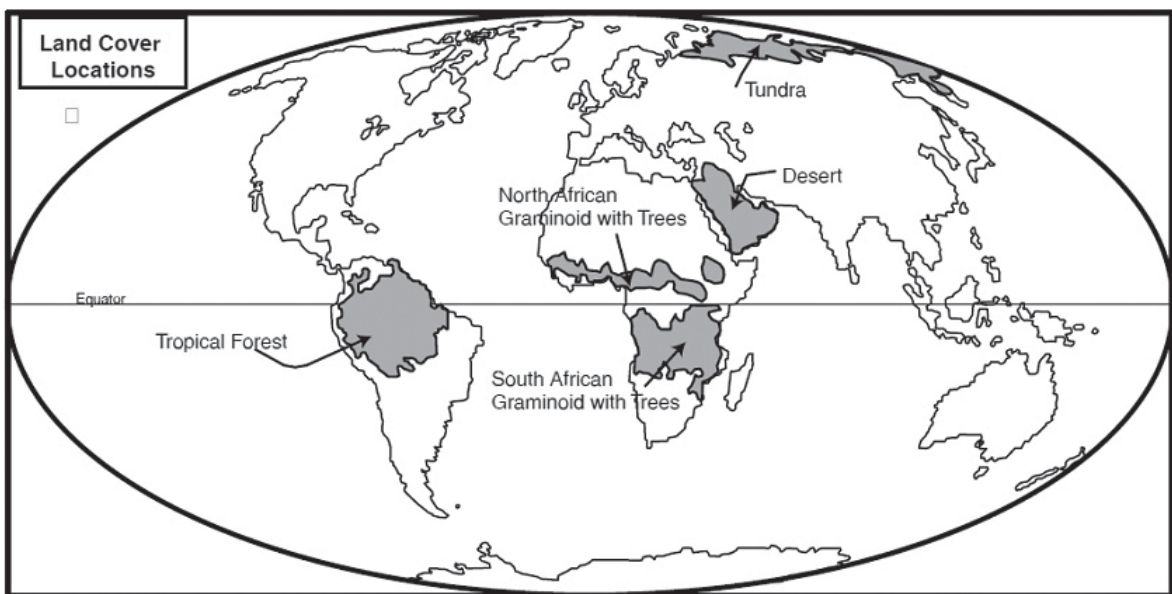 Land Cover
Locations
Tundra
Desert
North African
Graminoid with Trees
Equator
Tropical Forest
South African
Graminoid with Trees